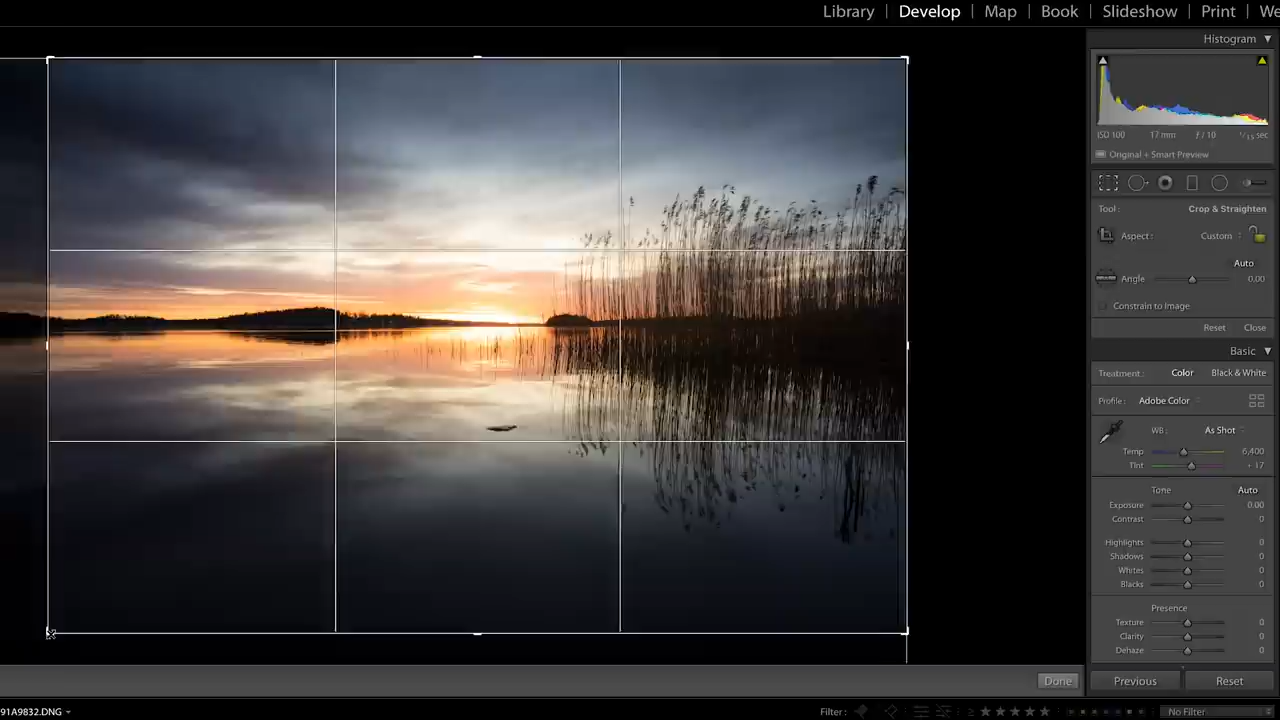 Library | Develop | Map | Book | Slideshow | Print | We
Histogram
ISO 100 17 mm ƒ / 10 1/15 sec
Original + Smart Preview
Tool : Crop & Straighten
Aspect : Custom
Auto
Angle 0.00
Constrain to Image
Reset Close
Basic
Treatment : Color Black & White
Profile : Adobe Color
WB : As Shot
Temp 6,400
Tint + 17
Tone Auto
Exposure 0.00
Contrast 0
Highlights 0
Shadows 0
Whites 0
Blacks 0
Presence
Texture 0
Clarity 0
Dehaze 0
Done Previous Reset
91A9832.DNG Filter : No Filter